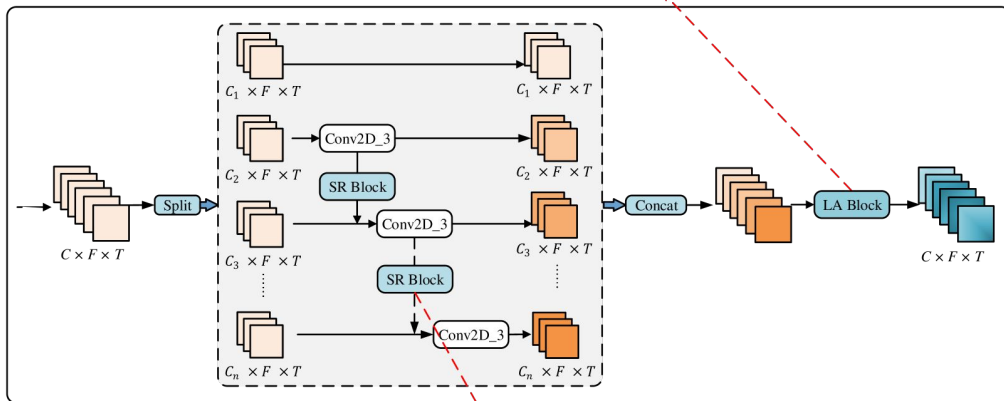 C₁ × F × T
C₁ × F × T
Conv2D_3
C₂ × F × T
C₂ × F × T
SR Block
Split
Concat
LA Block
Conv2D_3
C × F × T
C₃ × F × T
C₃ × F × T
C × F × T
SR Block
Conv2D_3
Cₙ × F × T
Cₙ × F × T